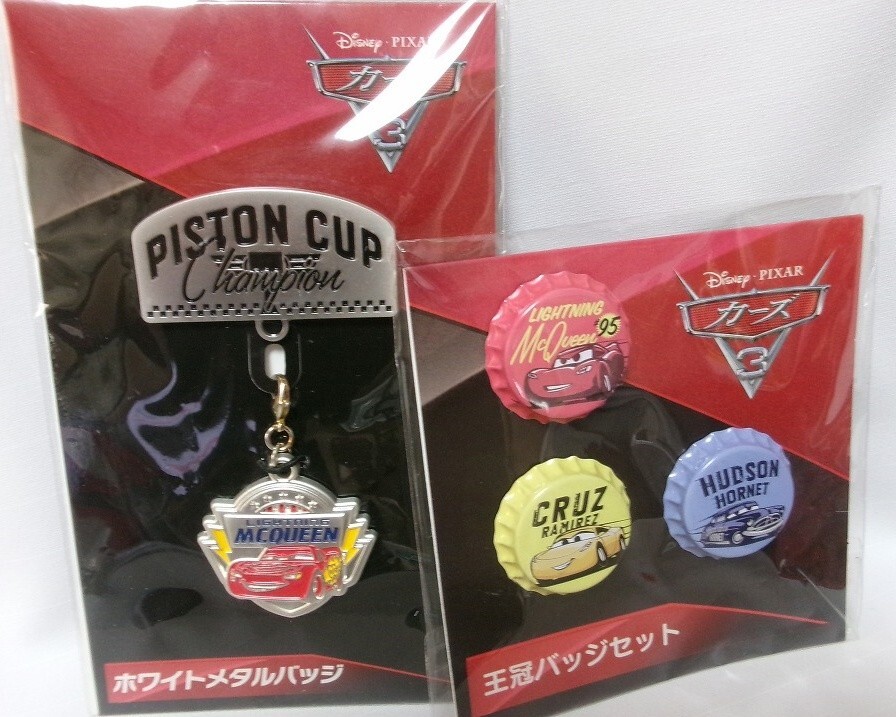 Disney · PIXAR
カーズ
3
PISTON CUP
Champion
LIGHTNING
MCQUEEN
ホワイトメタルバッジ
Disney · PIXAR
カーズ
3
LIGHTNING
McQueen #95
CRUZ
RAMIREZ
HUDSON
HORNET
王冠バッジセット